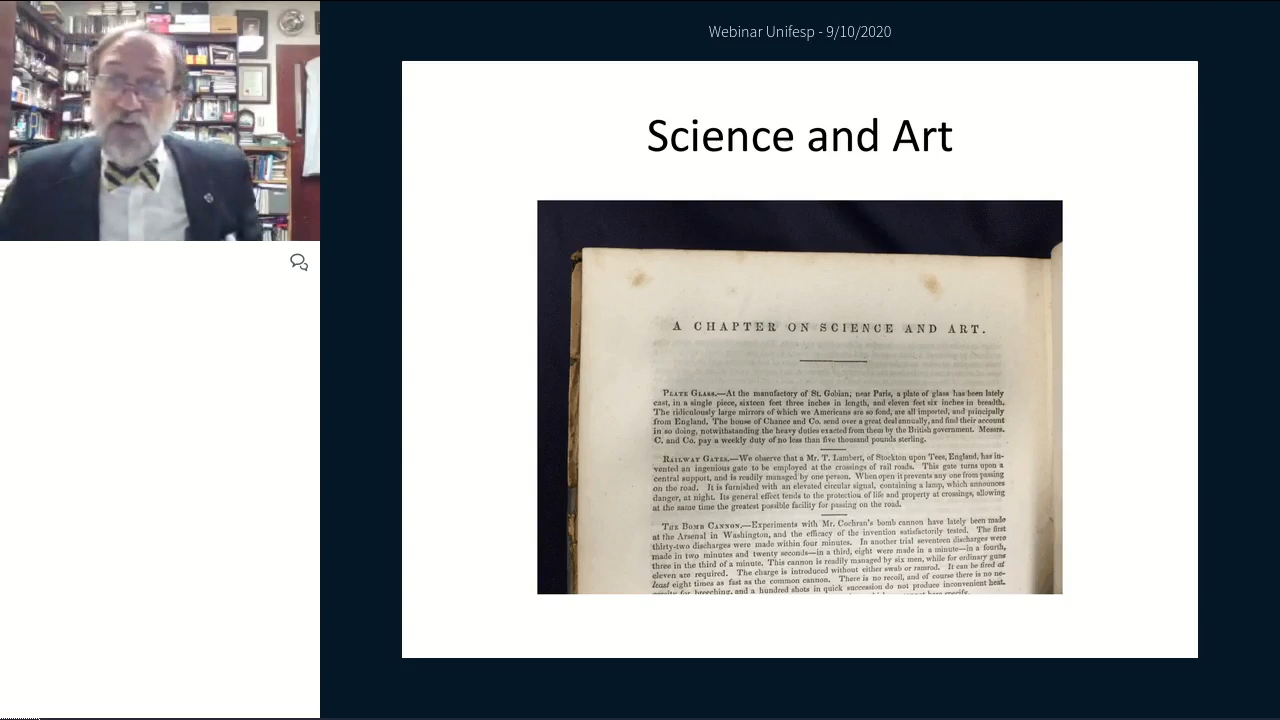 Webinar Unifesp - 9/10/2020
Science and Art
A CHAPTER ON SCIENCE AND ART.
PLATE GLASS.—At the manufactory of St. Gobian, near Paris, a plate of glass has been lately
cast, in a single piece, sixteen feet three inches in length, and eleven feet six inches in breadth.
The ridiculously large mirrors of which we Americans are so fond, are all imported, and principally
from England. The house of Chance and Co. send over a great deal annually, and find their account
in so doing, notwithstanding the heavy duties exacted from them by the British government. Messrs.
C. and Co. pay a weekly duty of no less than five thousand pounds sterling.
RAILWAY GATES.—We observe that a Mr. T. Lambert, of Stockton upon Tees, England, has in-
vented an ingenious gate to be employed at the crossings of rail roads. This gate turns upon a
central support, and is readily managed by one person. When open it prevents any one from passing
on the road. It is furnished with an elevated circular signal, containing a lamp, which announces
danger, at night. Its general effect tends to the protection of life and property at crossings, allowing
at the same time the greatest possible facility for passing on the road.
THE BOMB CANNON.—Experiments with Mr. Cochran's bomb cannon have lately been made
at the Arsenal in Washington, and the efficacy of the invention satisfactorily tested. The first
thirty-two discharges were made within four minutes. In another trial seventeen discharges were
made in two minutes and twenty seconds—in a third, eight were made in a minute—in a fourth,
three in the third of a minute. This cannon is readily managed by six men, while for ordinary guns
eleven are required. The charge is introduced without either swab or ramrod. It can be fired at
least eight times as fast as the common cannon. There is no recoil, and of course there is no ne-
for breeching, and a hundred shots in quick succession do not produce inconvenient heat.